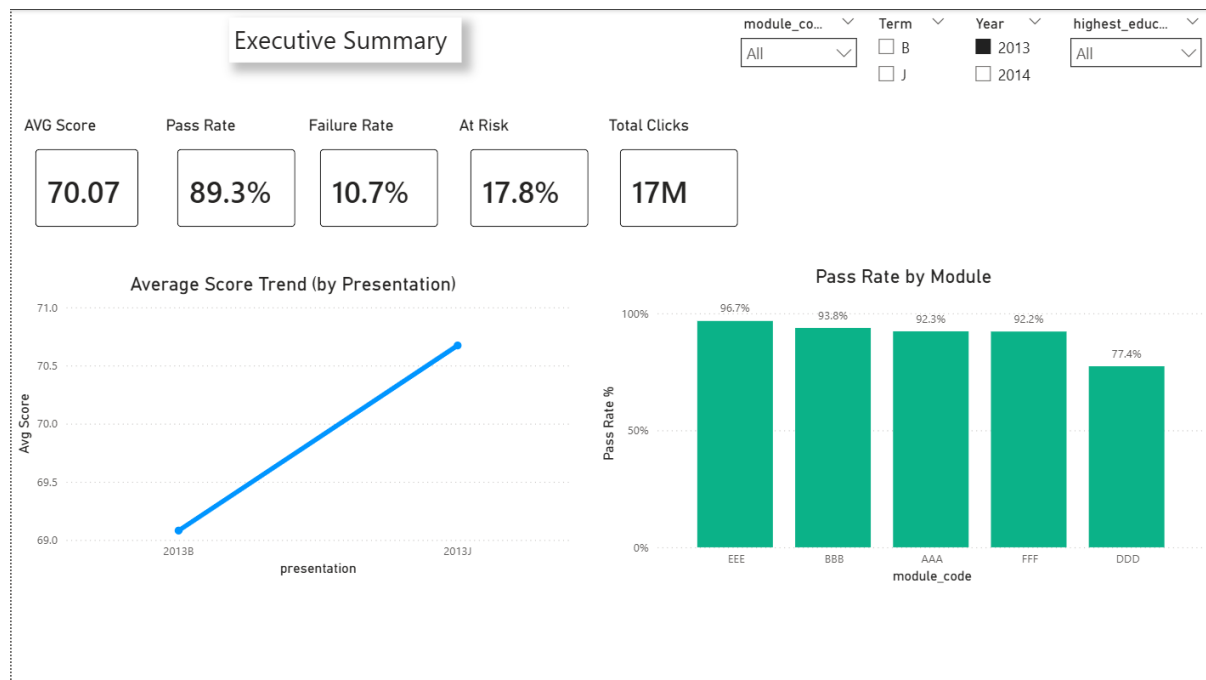 Executive Summary
module_co...
All
Term
B
J
Year
2013
2014
highest_educ...
All
AVG Score
Pass Rate
Failure Rate
At Risk
Total Clicks
70.07
89.3%
10.7%
17.8%
17M
Average Score Trend (by Presentation)
71.0
70.5
70.0
69.5
69.0
Avg Score
2013B
2013J
presentation
Pass Rate by Module
100%
50%
0%
Pass Rate %
96.7%
93.8%
92.3%
92.2%
77.4%
EEE
BBB
AAA
FFF
DDD
module_code